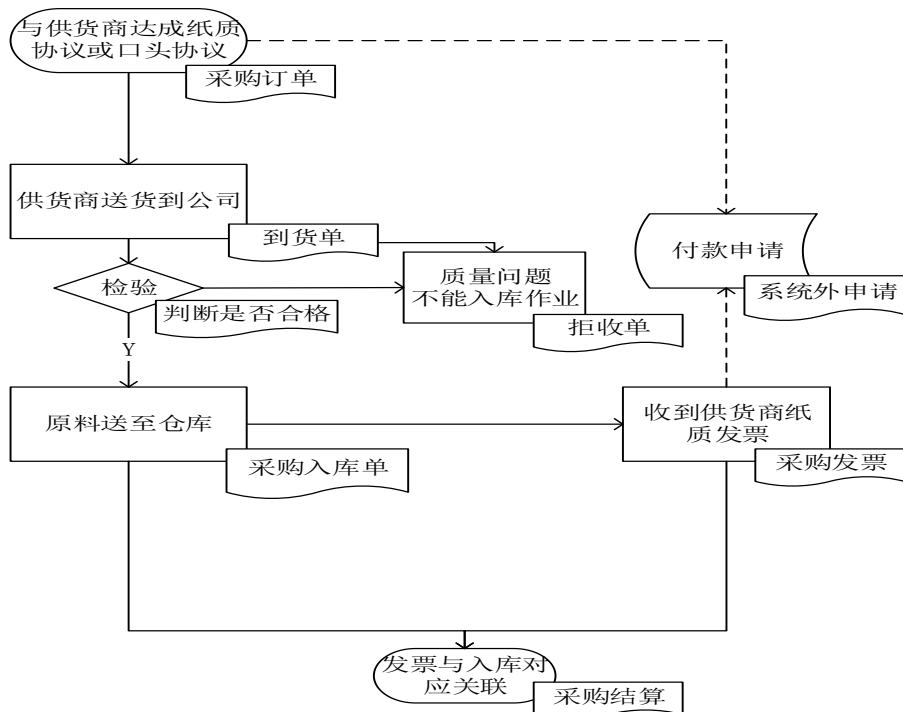 与供货商达成纸质
协议或口头协议
采购订单
供货商送货到公司
到货单
付款申请
质量问题
不能入库作业
检验
系统外申请
判断是否合格
拒收单
Y
原料送至仓库
收到供货商纸
质发票
采购入库单
采购发票
发票与入库对
应关联
采购结算